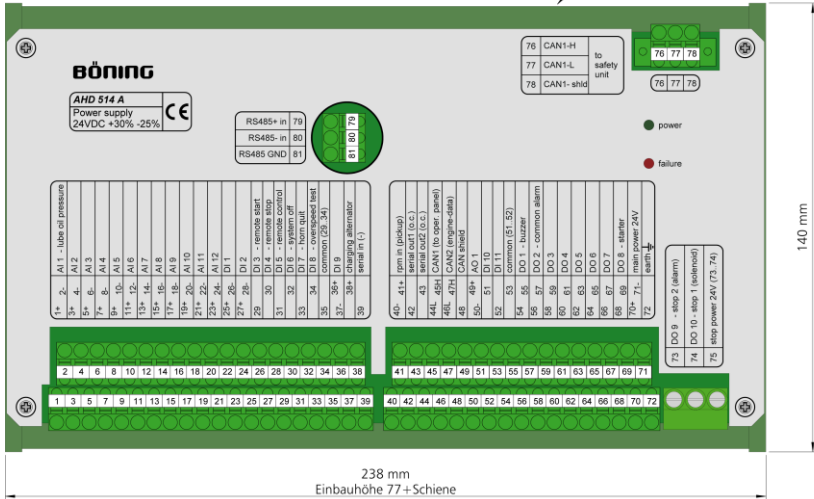 BÖNING
AHD 514 A
Power supply
24VDC +30% -25%
CE
RS485+ in 79
RS485- in 80
RS485 GND 81
79
80
81
76 CAN1-H
77 CAN1-L
78 CAN1- shld
to
safety
unit
76 77 78
76 77 78
power
failure
1+ 2- AI 1 - lube oil pressure
3+ 4- AI 2
5+ 6- AI 3
7+ 8- AI 4
9+ 10- AI 5
11+ 12- AI 6
13+ 14- AI 7
15+ 16- AI 8
17+ 18- AI 9
19+ 20- AI 10
21+ 22- AI 11
23+ 24- AI 12
25+ 26- DI 1
27+ 28- DI 2
29 DI 3 - remote start
30 DI 4 - remote stop
31 DI 5 - remote control
32 DI 6 - system off
33 DI 7 - horn quit
34 DI 8 - overspeed test
35 common (29..34)
36+ 37- DI 9
38+ charging alternator
39 serial in (-)
40- 41+ rpm in (pickup)
42 serial out1 (o.c.)
43 serial out2 (o.c.)
44L 45H CAN1 (to oper. panel)
46L 47H CAN2 (engine-data)
48 CAN shield
50- 49+ AO 1
51 DI 10
52 DI 11
53 common (51..52)
54 DO 1 - buzzer
55 DO 2 - common alarm
56 57 DO 2 - common alarm
58 59 DO 3
60 61 DO 4
62 63 DO 5
64 65 DO 6
66 67 DO 7
68 69 DO 8 - starter
70+ 71- main power 24V
72 earth
73 DO 9 - stop 2 (alarm)
74 DO 10 - stop 1 (solenoid)
75 stop power 24V (73..74)
2 4 6 8 10 12 14 16 18 20 22 24 26 28 30 32 34 36 38
1 3 5 7 9 11 13 15 17 19 21 23 25 27 29 31 33 35 37 39
41 43 45 47 49 51 53 55 57 59 61 63 65 67 69 71
40 42 44 46 48 50 52 54 56 58 60 62 64 66 68 70 72
140 mm
238 mm
Einbauhöhe 77+Schiene